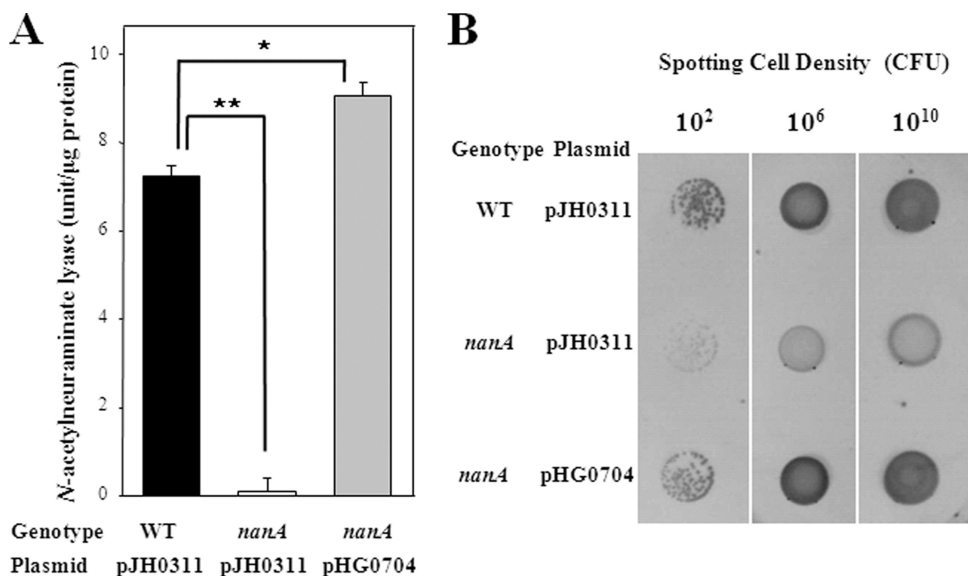 A
N-acetylneuraminate lyase (unit/µg protein)
10
8
6
4
2
0
*
**
Genotype WT nanA nanA
Plasmid pJH0311 pJH0311 pHG0704
B
Spotting Cell Density (CFU)
10² 10⁶ 10¹⁰
Genotype Plasmid
WT pJH0311
nanA pJH0311
nanA pHG0704